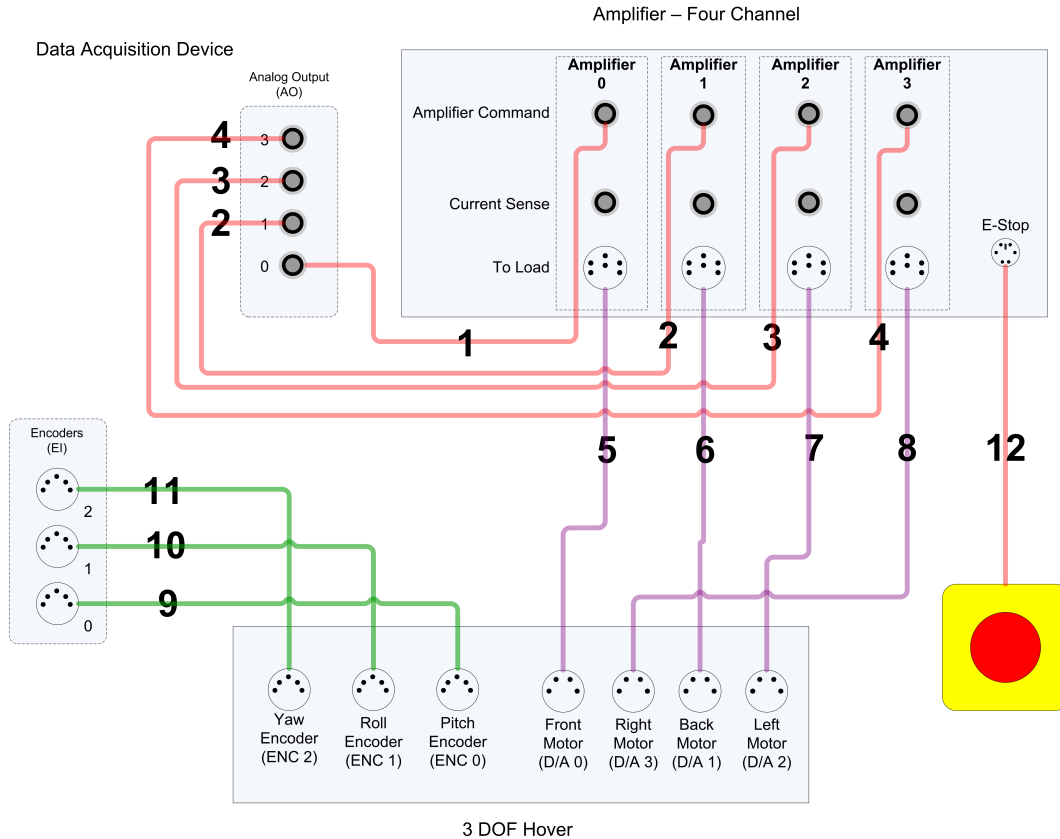 Amplifier – Four Channel
Data Acquisition Device
Analog Output
(AO)
4
3
3
2
2
1
0
Amplifier
0
Amplifier
1
Amplifier
2
Amplifier
3
Amplifier Command
Current Sense
E-Stop
To Load
1
2
3
4
Encoders
(EI)
5
6
7
8
12
11
2
10
1
9
0
Yaw
Encoder
(ENC 2)
Roll
Encoder
(ENC 1)
Pitch
Encoder
(ENC 0)
Front
Motor
(D/A 0)
Right
Motor
(D/A 3)
Back
Motor
(D/A 1)
Left
Motor
(D/A 2)
3 DOF Hover